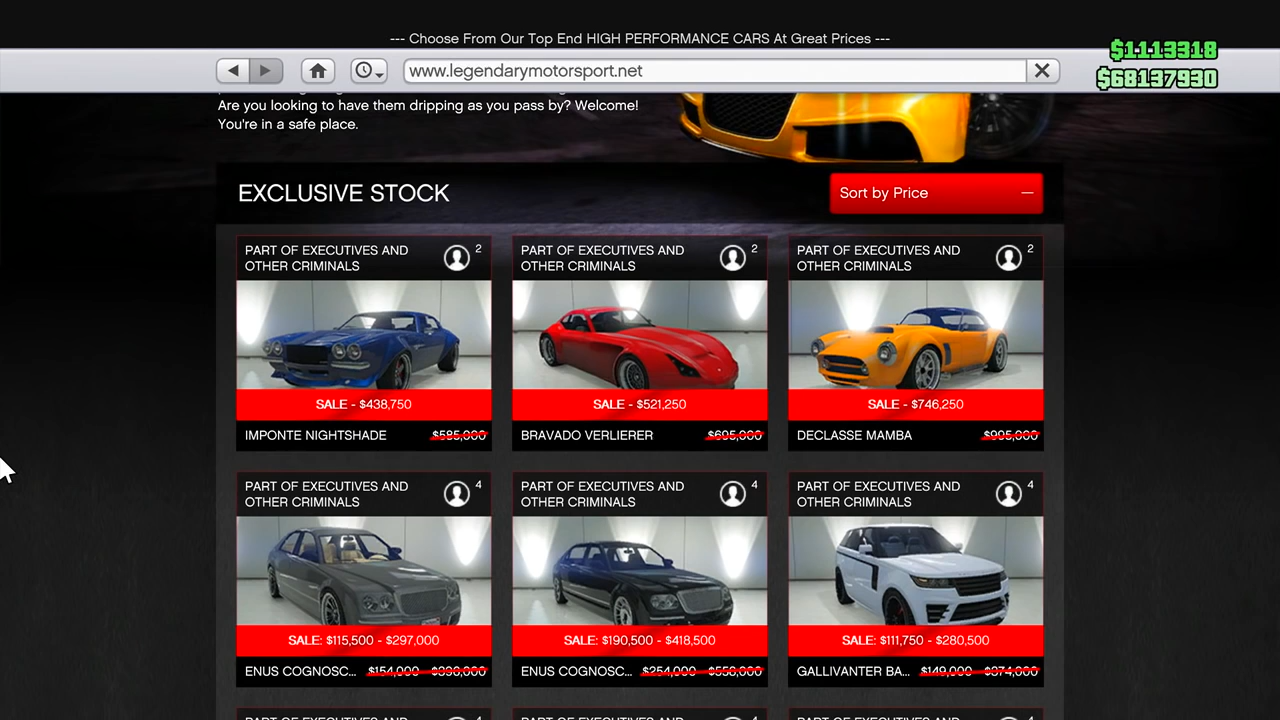 --- Choose From Our Top End HIGH PERFORMANCE CARS At Great Prices ---
$1113318
www.legendarymotorsport.net
$68137930
Are you looking to have them dripping as you pass by? Welcome!
You're in a safe place.
EXCLUSIVE STOCK
Sort by Price
PART OF EXECUTIVES AND
OTHER CRIMINALS
2
SALE - $438,750
IMPONTE NIGHTSHADE
$585,000
PART OF EXECUTIVES AND
OTHER CRIMINALS
2
SALE - $521,250
BRAVADO VERLIERER
$695,000
PART OF EXECUTIVES AND
OTHER CRIMINALS
2
SALE - $746,250
DECLASSE MAMBA
$995,000
PART OF EXECUTIVES AND
OTHER CRIMINALS
4
SALE: $115,500 - $297,000
ENUS COGNOSC...
$154,000 - $396,000
PART OF EXECUTIVES AND
OTHER CRIMINALS
4
SALE: $190,500 - $418,500
ENUS COGNOSC...
$254,000 - $558,000
PART OF EXECUTIVES AND
OTHER CRIMINALS
4
SALE: $111,750 - $280,500
GALLIVANTER BA...
$149,000 - $374,000